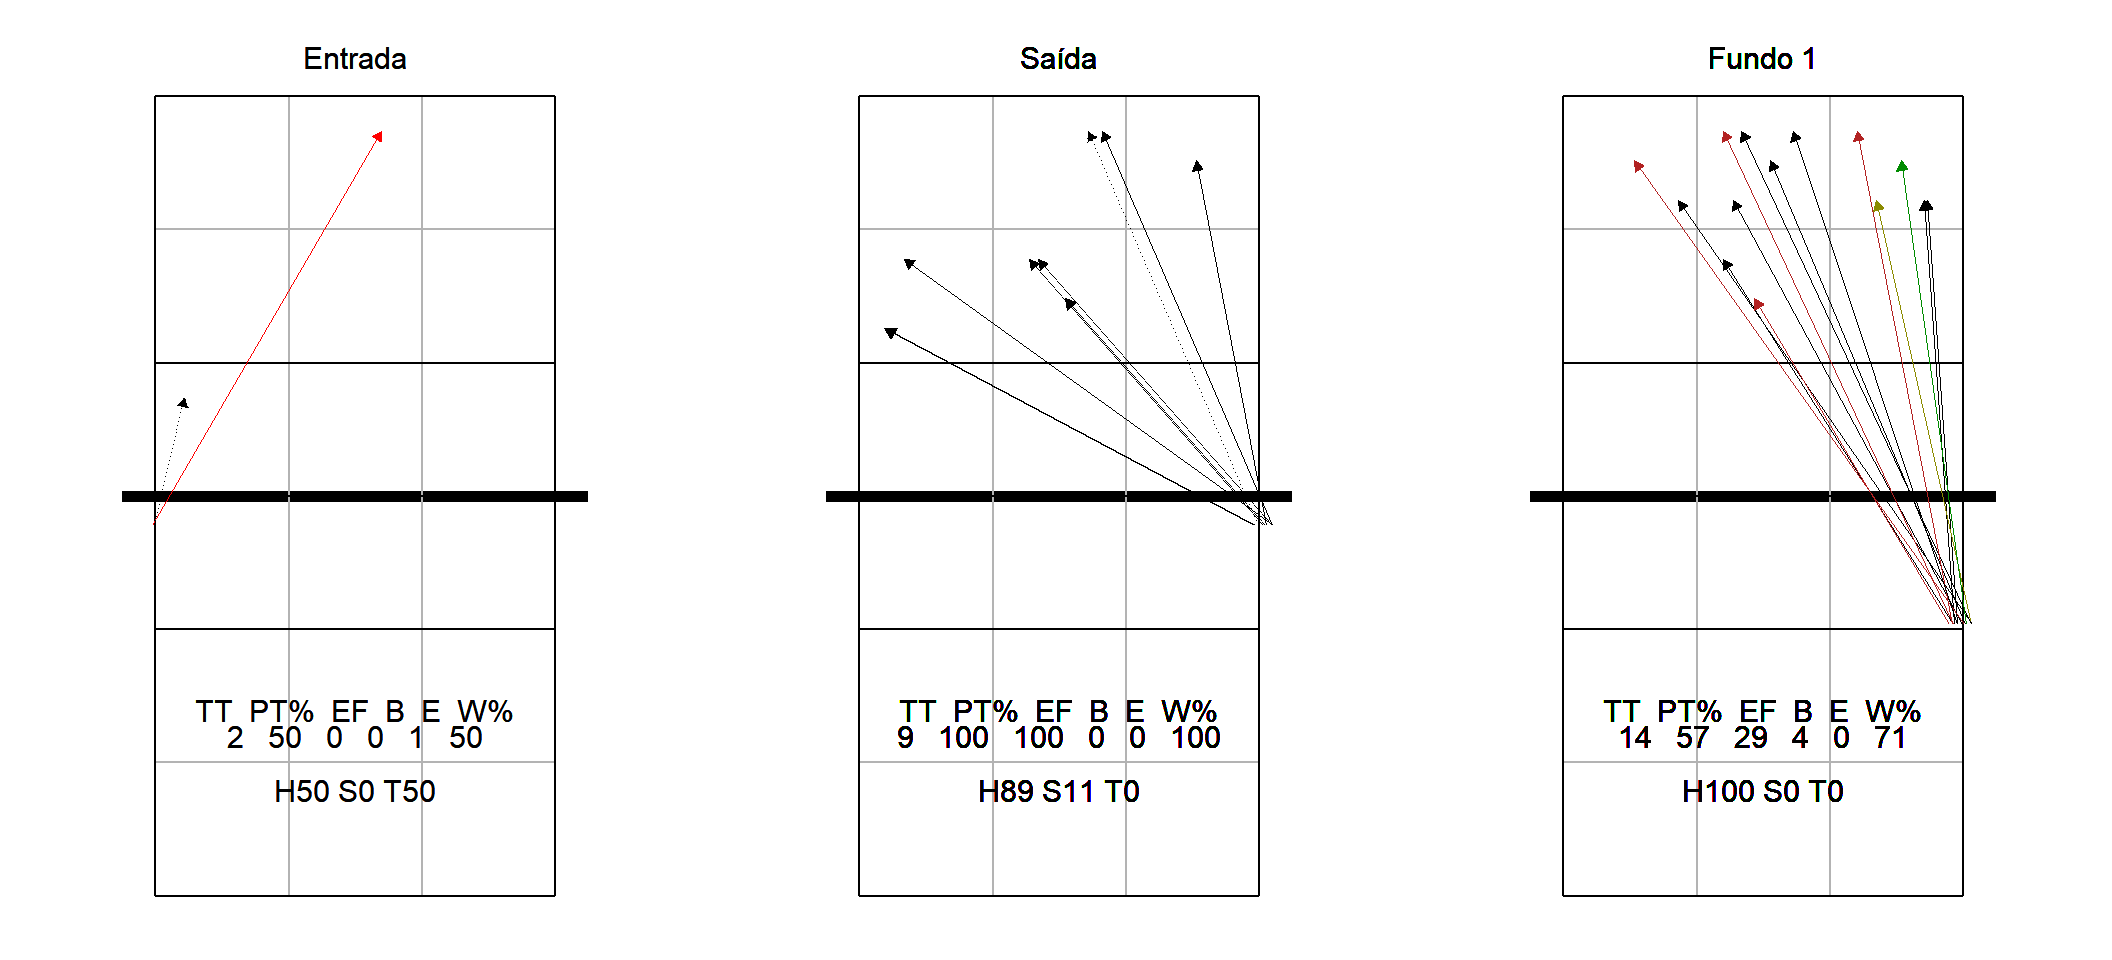 Entrada
TT PT% EF B E W%
2 50 0 0 1 50
H50 S0 T50
Saída
TT PT% EF B E W%
9 100 100 0 0 100
H89 S11 T0
Fundo 1
TT PT% EF B E W%
14 57 29 4 0 71
H100 S0 T0